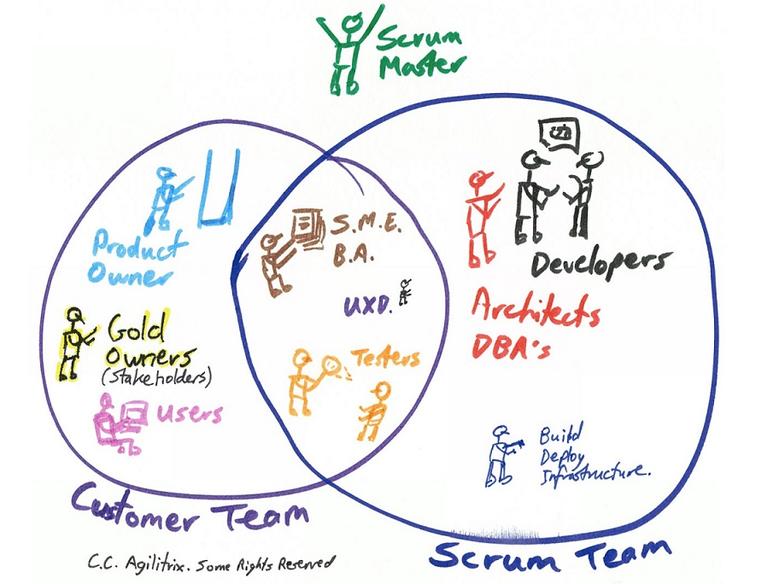 Scrum
Master
Product
Owner
Gold
Owners
(Stakeholders)
Users
S.M.E.
B.A.
UXD.
Testers
Developers
Architects
DBA's
Build
Deploy
Infrastructure.
Customer Team
Scrum Team
C.C. Agilitrix. Some Rights Reserved